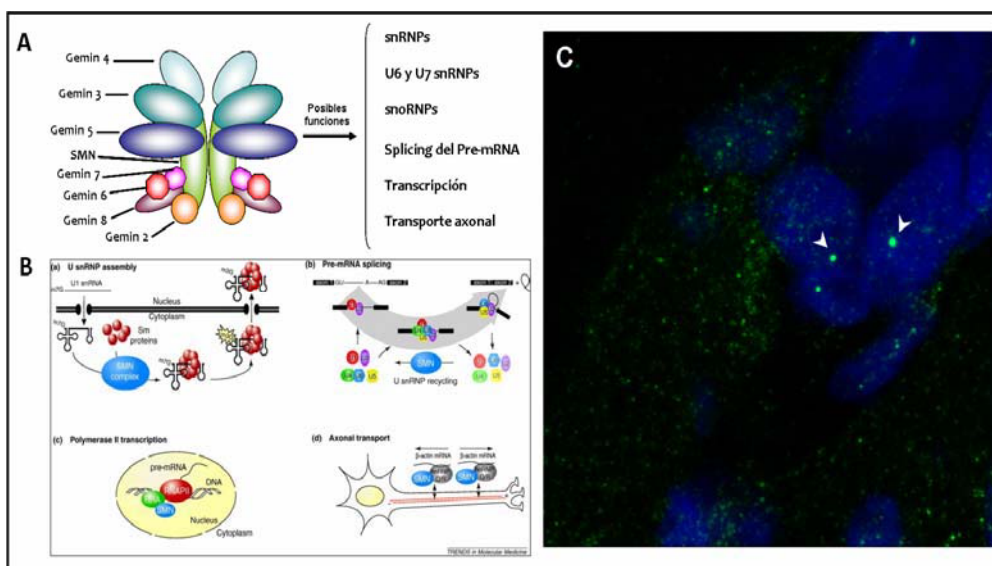 A
Gemin 4
Gemin 3
Gemin 5
SMN
Gemin 7
Gemin 6
Gemin 8
Gemin 2
Posibles
funciones
snRNPs
U6 y U7 snRNPs
snoRNPs
Splicing del Pre-mRNA
Transcripción
Transporte axonal
B
(a) U snRNP assembly
U1 snRNA
Nucleus
Cytoplasm
Sm
proteins
SMN
complex
(b) Pre-mRNA splicing
GU
A
AG
SMN
U snRNP recycling
(c) Polymerase II transcription
pre-mRNA
DNA
RNAPII
SMN
Nucleus
Cytoplasm
(d) Axonal transport
β-actin mRNA
β-actin mRNA
SMN
SMN
TRENDS in Molecular Medicine
C